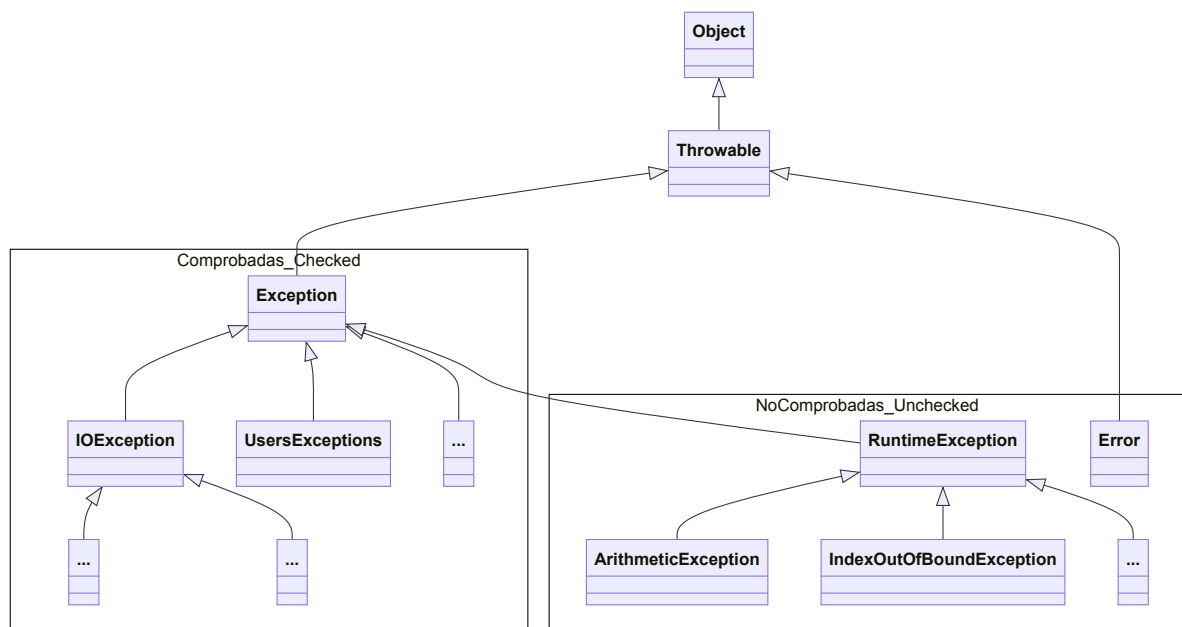 Object
Throwable
Comprobadas_Checked
Exception
NoComprobadas_Unchecked
IOException
UsersExceptions
...
RuntimeException
Error
...
...
ArithmeticException
IndexOutOfBoundException
...